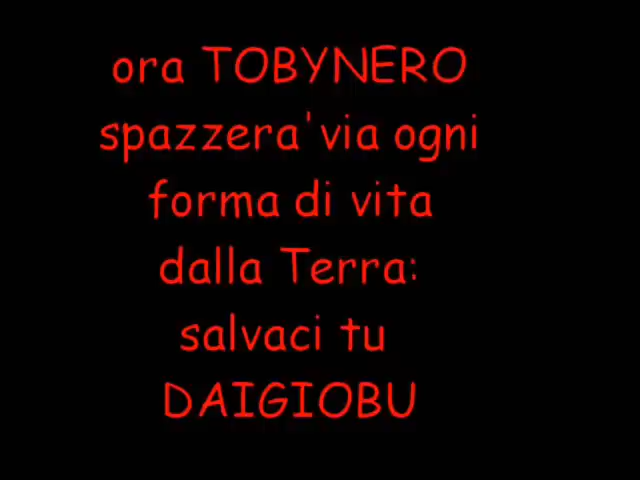 ora TOBYNERO
spazzera'via ogni
forma di vita
dalla Terra:
salvaci tu
DAIGIOBU